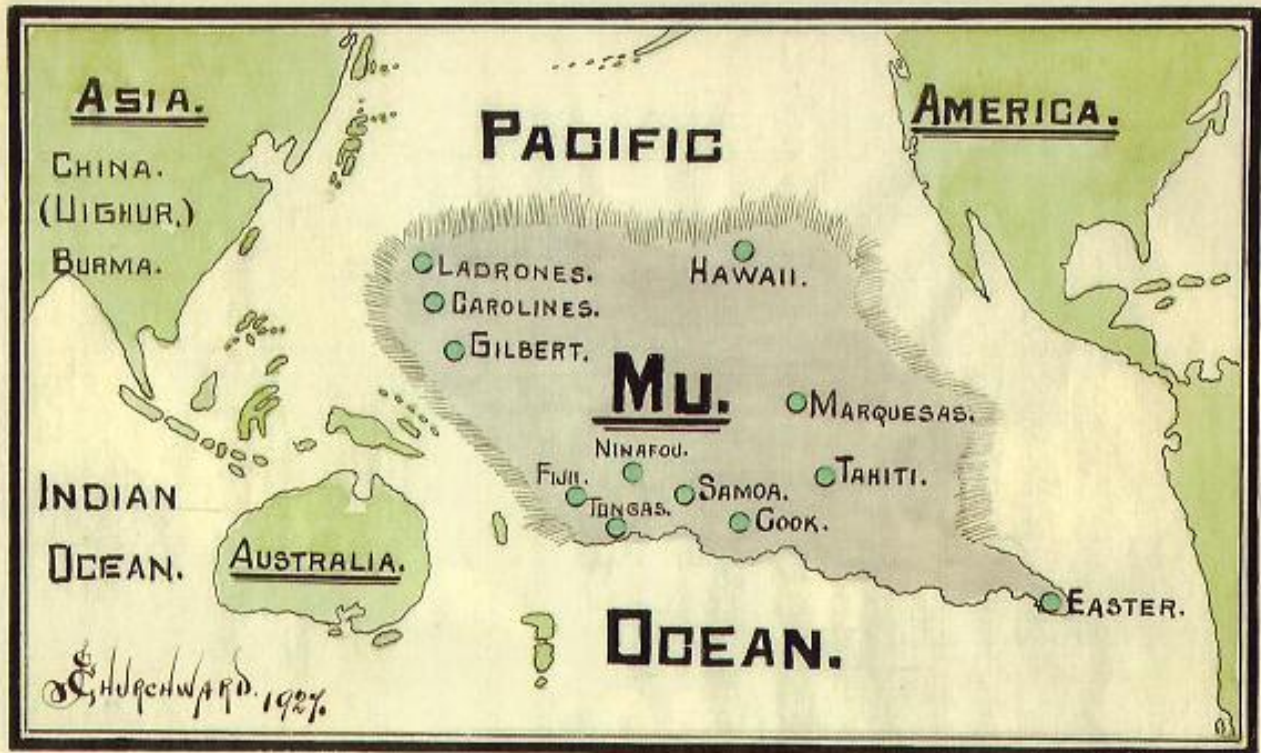 ASIA.
CHINA.
(UIGHUR.)
BURMA.
PACIFIC
AMERICA.
LADRONES.
HAWAII.
CAROLINES.
GILBERT.
MU.
MARQUESAS.
NINAFOU.
FIJII.
TONGAS.
SAMOA.
TAHITI.
COOK.
INDIAN
OCEAN.
AUSTRALIA.
EASTER.
OCEAN.
CHURCHWARD. 1927.